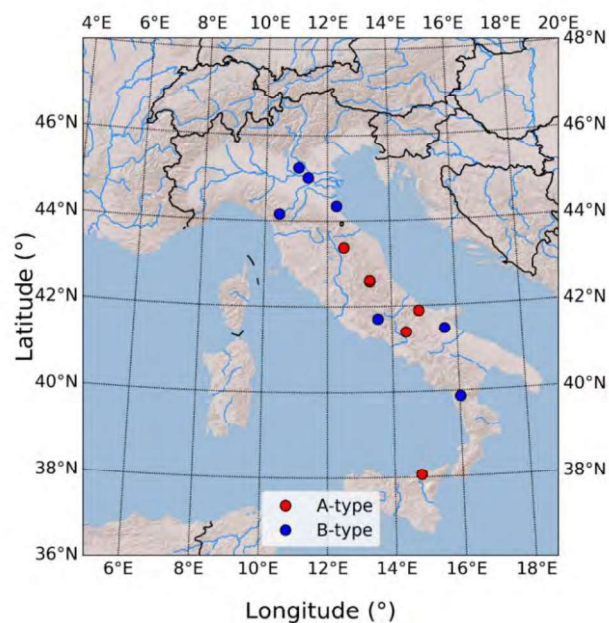 4°E 6°E 8°E 10°E 12°E 14°E 16°E 18°E 20°E
48°N
46°N 46°N
44°N 44°N
42°N 42°N
40°N 40°N
38°N 38°N
36°N
Latitude (°)
A-type
B-type
6°E 8°E 10°E 12°E 14°E 16°E 18°E
Longitude (°)